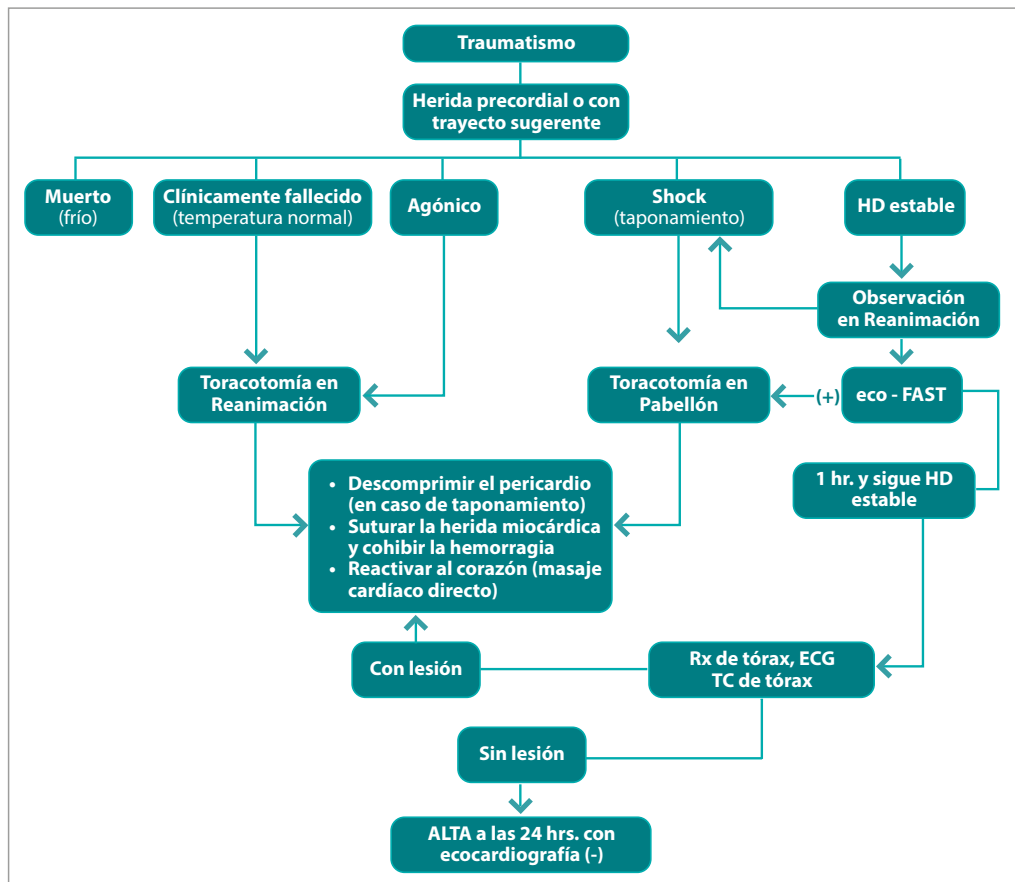 Traumatismo
Herida precordial o con
trayecto sugerente
Muerto
(frío)
Clínicamente fallecido
(temperatura normal)
Agónico
Shock
(taponamiento)
HD estable
Observación
en Reanimación
Toracotomía en
Reanimación
Toracotomía en
Pabellón
(+)
eco - FAST
1 hr. y sigue HD
estable
• Descomprimir el pericardio
(en caso de taponamiento)
• Suturar la herida miocárdica
y cohibir la hemorragia
• Reactivar al corazón (masaje
cardíaco directo)
Con lesión
Rx de tórax, ECG
TC de tórax
Sin lesión
ALTA a las 24 hrs. con
ecocardiografía (-)